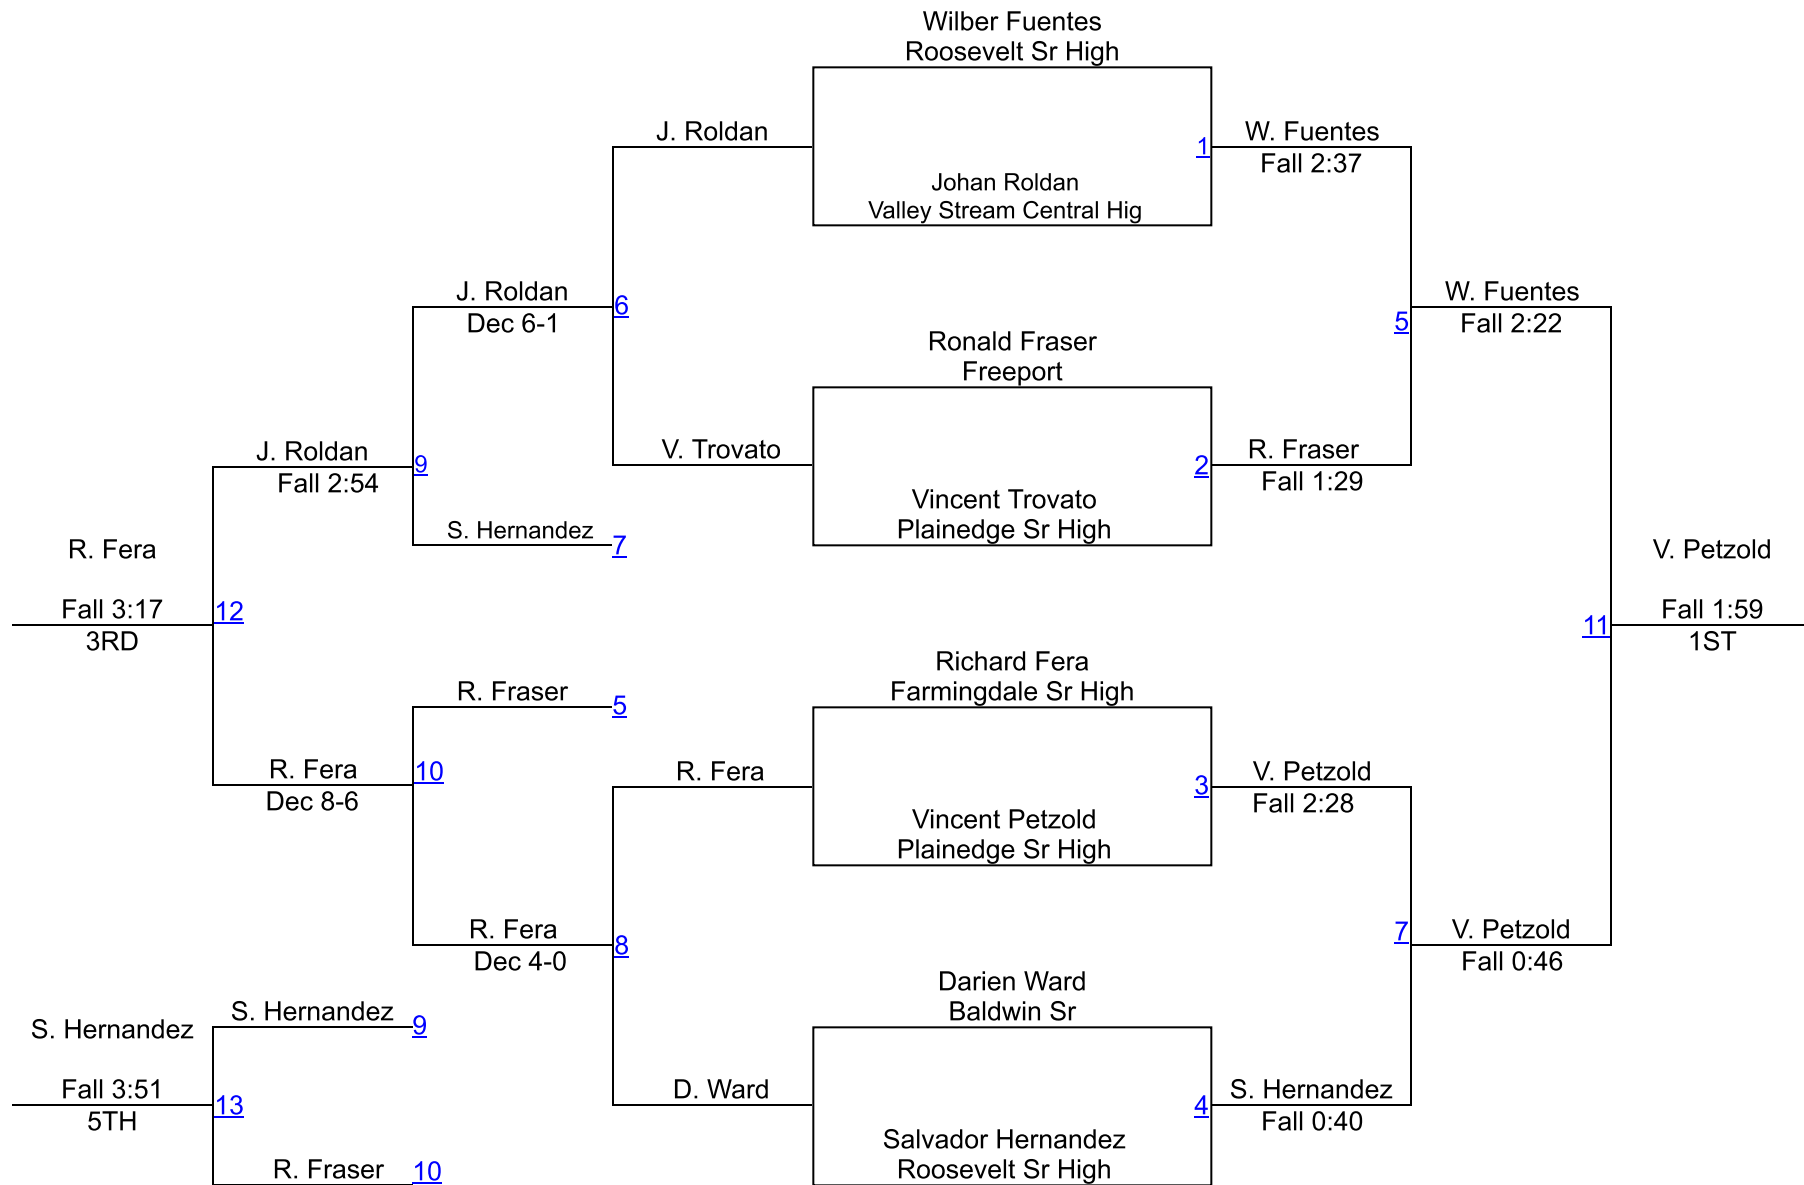 Wilber Fuentes
Roosevelt Sr High
J. Roldan
1
W. Fuentes
Fall 2:37
Johan Roldan
Valley Stream Central Hig
J. Roldan
Dec 6-1
6
5
W. Fuentes
Fall 2:22
Ronald Fraser
Freeport
J. Roldan
Fall 2:54
9
V. Trovato
2
R. Fraser
Fall 1:29
Vincent Trovato
Plainedge Sr High
S. Hernandez
7
R. Fera
Fall 3:17
3RD
12
V. Petzold
11
Fall 1:59
1ST
Richard Fera
Farmingdale Sr High
R. Fraser
5
R. Fera
Dec 8-6
10
R. Fera
3
V. Petzold
Fall 2:28
Vincent Petzold
Plainedge Sr High
R. Fera
Dec 4-0
8
7
V. Petzold
Fall 0:46
Darien Ward
Baldwin Sr
S. Hernandez
S. Hernandez
9
Fall 3:51
5TH
13
D. Ward
4
S. Hernandez
Fall 0:40
Salvador Hernandez
Roosevelt Sr High
R. Fraser
10